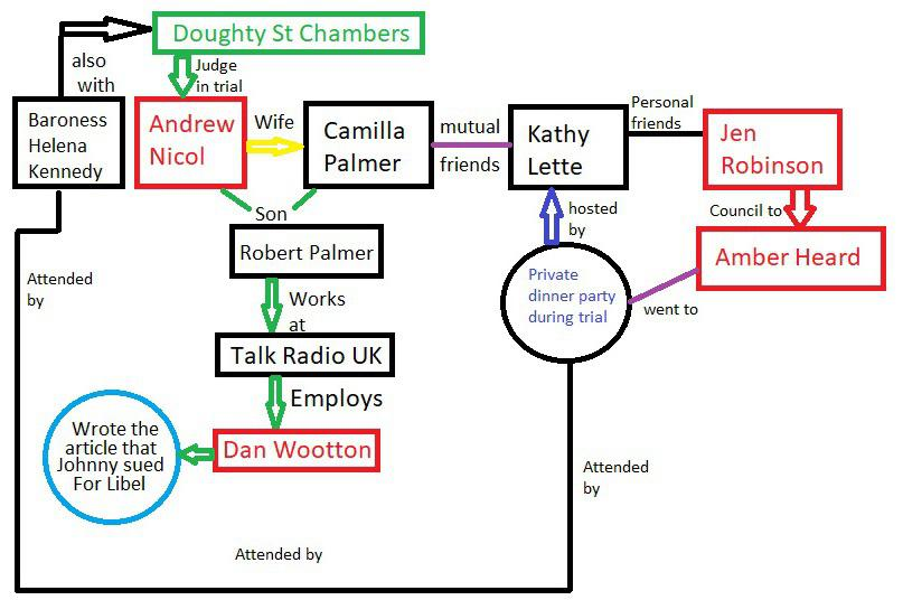 Doughty St Chambers
also
with
Judge
in trial
Baroness
Helena
Kennedy
Andrew
Nicol
Wife
Camilla
Palmer
mutual
friends
Kathy
Lette
Personal
friends
Jen
Robinson
Council to
Amber Heard
Son
Robert Palmer
hosted
by
Private
dinner party
during trial
went to
Attended
by
Works
at
Talk Radio UK
Employs
Dan Wootton
Wrote the
article that
Johnny sued
For Libel
Attended
by
Attended by